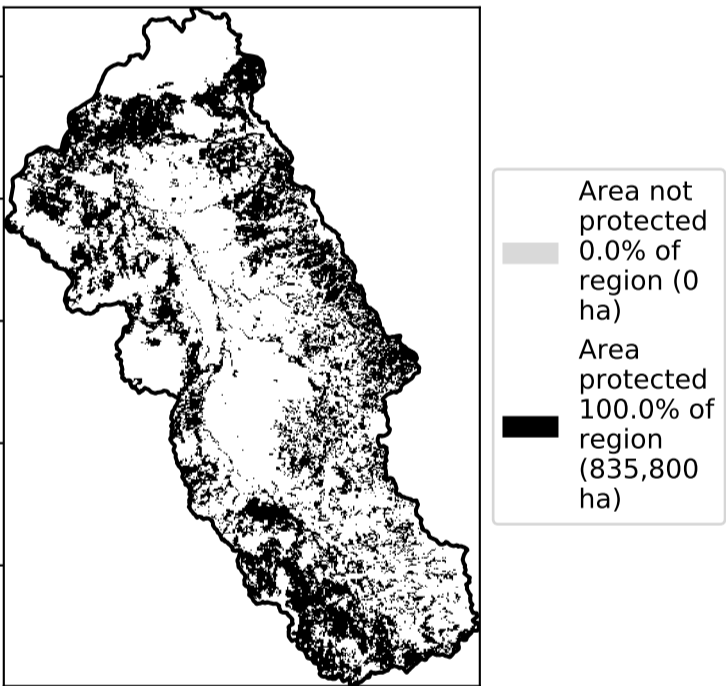 Area not
protected
0.0% of
region (0
ha)
Area
protected
100.0% of
region
(835,800
ha)